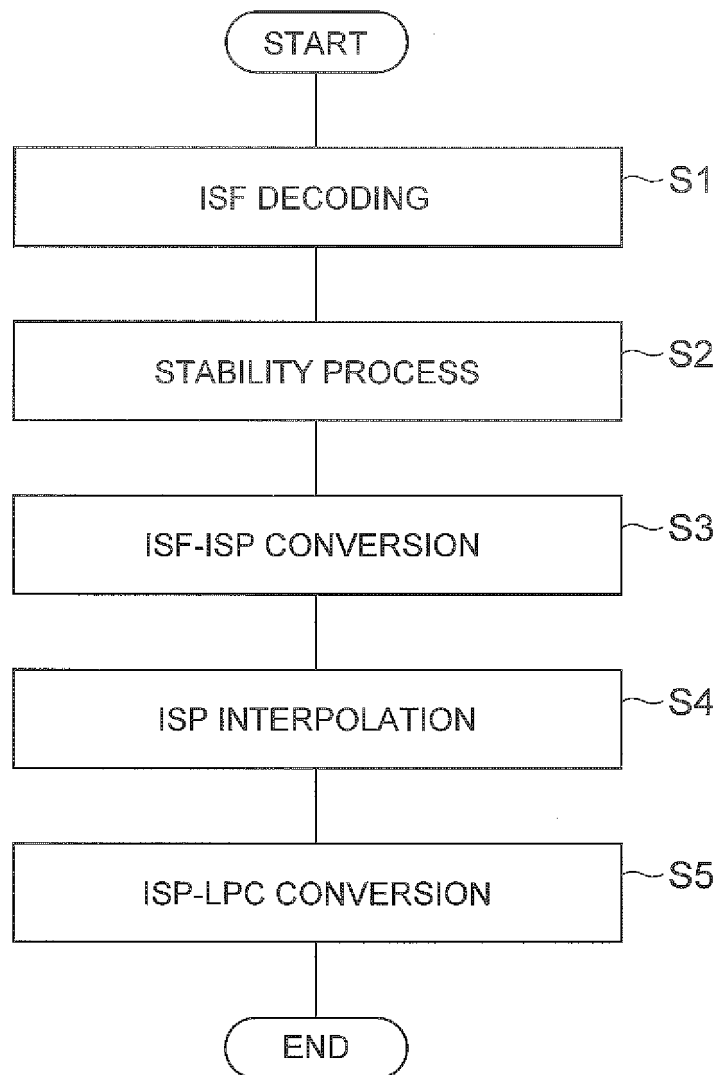 START
ISF DECODING
S1
STABILITY PROCESS
S2
ISF-ISP CONVERSION
S3
ISP INTERPOLATION
S4
ISP-LPC CONVERSION
S5
END